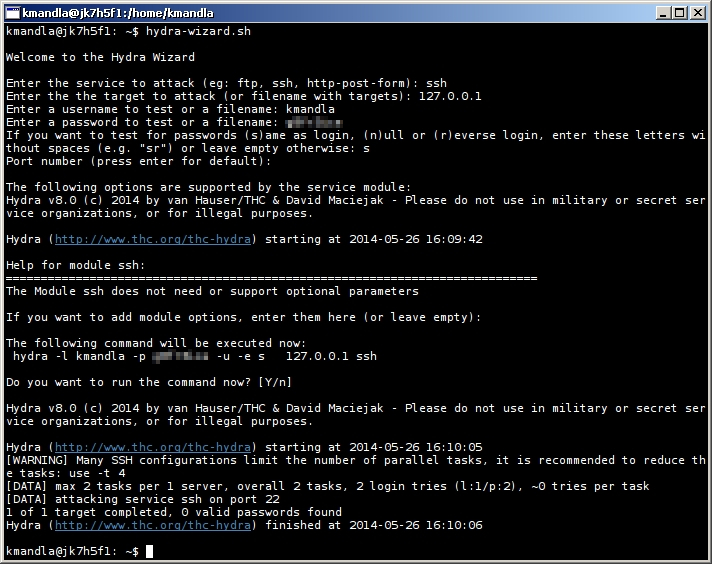 kmandla@jk7h5f1:/home/kmandla
kmandla@jk7h5f1: ~$ hydra-wizard.sh
Welcome to the Hydra Wizard
Enter the service to attack (eg: ftp, ssh, http-post-form): ssh
Enter the the target to attack (or filename with targets): 127.0.0.1
Enter a username to test or a filename: kmandla
Enter a password to test or a filename:
If you want to test for passwords (s)ame as login, (n)ull or (r)everse login, enter these letters wi
thout spaces (e.g. "sr") or leave empty otherwise: s
Port number (press enter for default):
The following options are supported by the service module:
Hydra v8.0 (c) 2014 by van Hauser/THC & David Maciejak - Please do not use in military or secret ser
vice organizations, or for illegal purposes.
Hydra (http://www.thc.org/thc-hydra) starting at 2014-05-26 16:09:42
Help for module ssh:
============================================================================
The Module ssh does not need or support optional parameters
If you want to add module options, enter them here (or leave empty):
The following command will be executed now:
hydra -l kmandla -p -u -e s 127.0.0.1 ssh
Do you want to run the command now? [Y/n]
Hydra v8.0 (c) 2014 by van Hauser/THC & David Maciejak - Please do not use in military or secret ser
vice organizations, or for illegal purposes.
Hydra (http://www.thc.org/thc-hydra) starting at 2014-05-26 16:10:05
[WARNING] Many SSH configurations limit the number of parallel tasks, it is recommended to reduce th
e tasks: use -t 4
[DATA] max 2 tasks per 1 server, overall 2 tasks, 2 login tries (l:1/p:2), ~0 tries per task
[DATA] attacking service ssh on port 22
1 of 1 target completed, 0 valid passwords found
Hydra (http://www.thc.org/thc-hydra) finished at 2014-05-26 16:10:06
kmandla@jk7h5f1: ~$